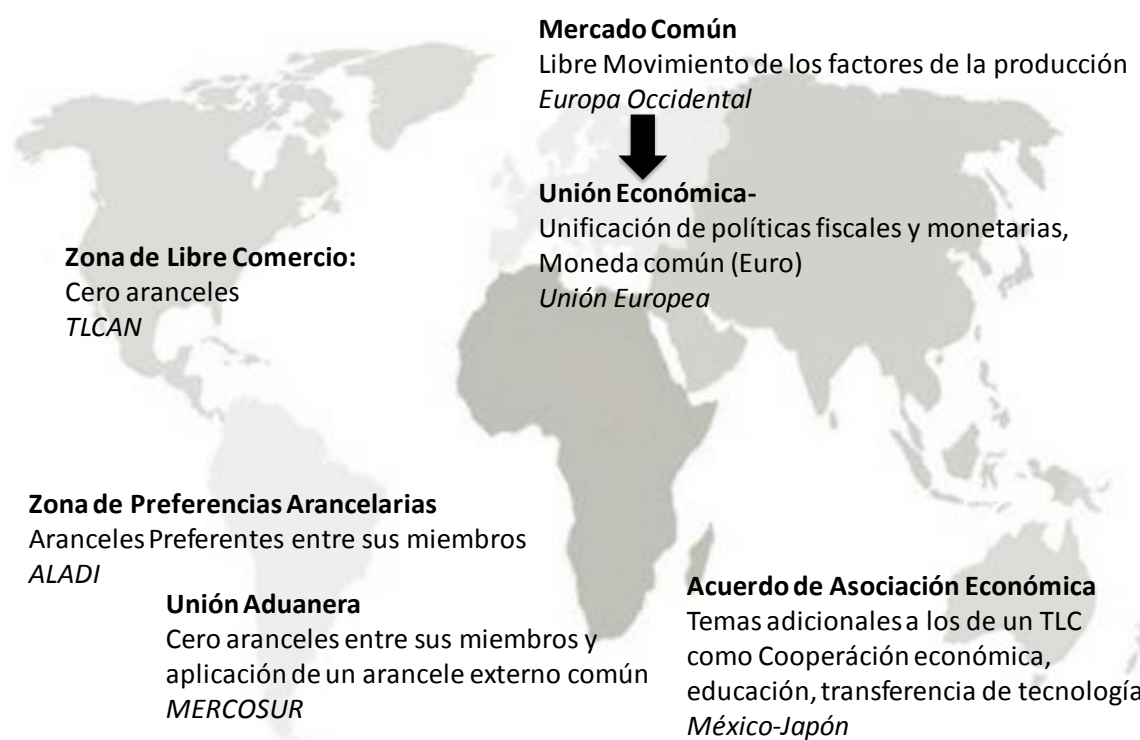 Mercado Común
Libre Movimiento de los factores de la producción
Europa Occidental
Unión Económica-
Unificación de políticas fiscales y monetarias,
Moneda común (Euro)
Unión Europea
Zona de Libre Comercio:
Cero aranceles
TLCAN
Zona de Preferencias Arancelarias
Aranceles Preferentes entre sus miembros
ALADI
Unión Aduanera
Cero aranceles entre sus miembros y
aplicación de un arancele externo común
MERCOSUR
Acuerdo de Asociación Económica
Temas adicionales a los de un TLC
como Cooperáción económica,
educación, transferencia de tecnología
México-Japón